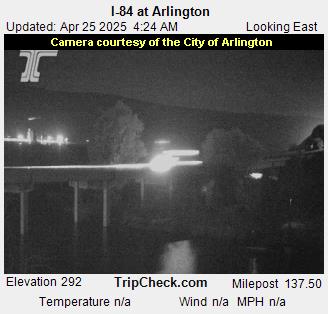 I-84 at Arlington
Updated: Apr 25 2025 4:24 AM Looking East
Camera courtesy of the City of Arlington
Elevation 292 TripCheck.com Milepost 137.50
Temperature n/a Wind n/a MPH n/a